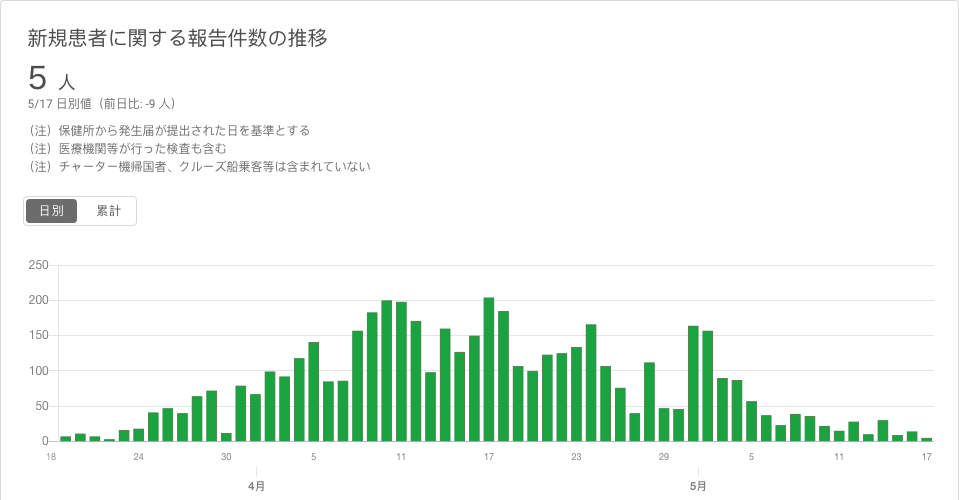 新規患者に関する報告件数の推移
5 人
5/17 日別値（前日比: -9 人）
（注）保健所から発生届が提出された日を基準とする
（注）医療機関等が行った検査も含む
（注）チャーター機帰国者、クルーズ船乗客等は含まれていない
日別 累計
250
200
150
100
50
0
18 24 30 5 11 17 23 29 5 11 17
4月 5月